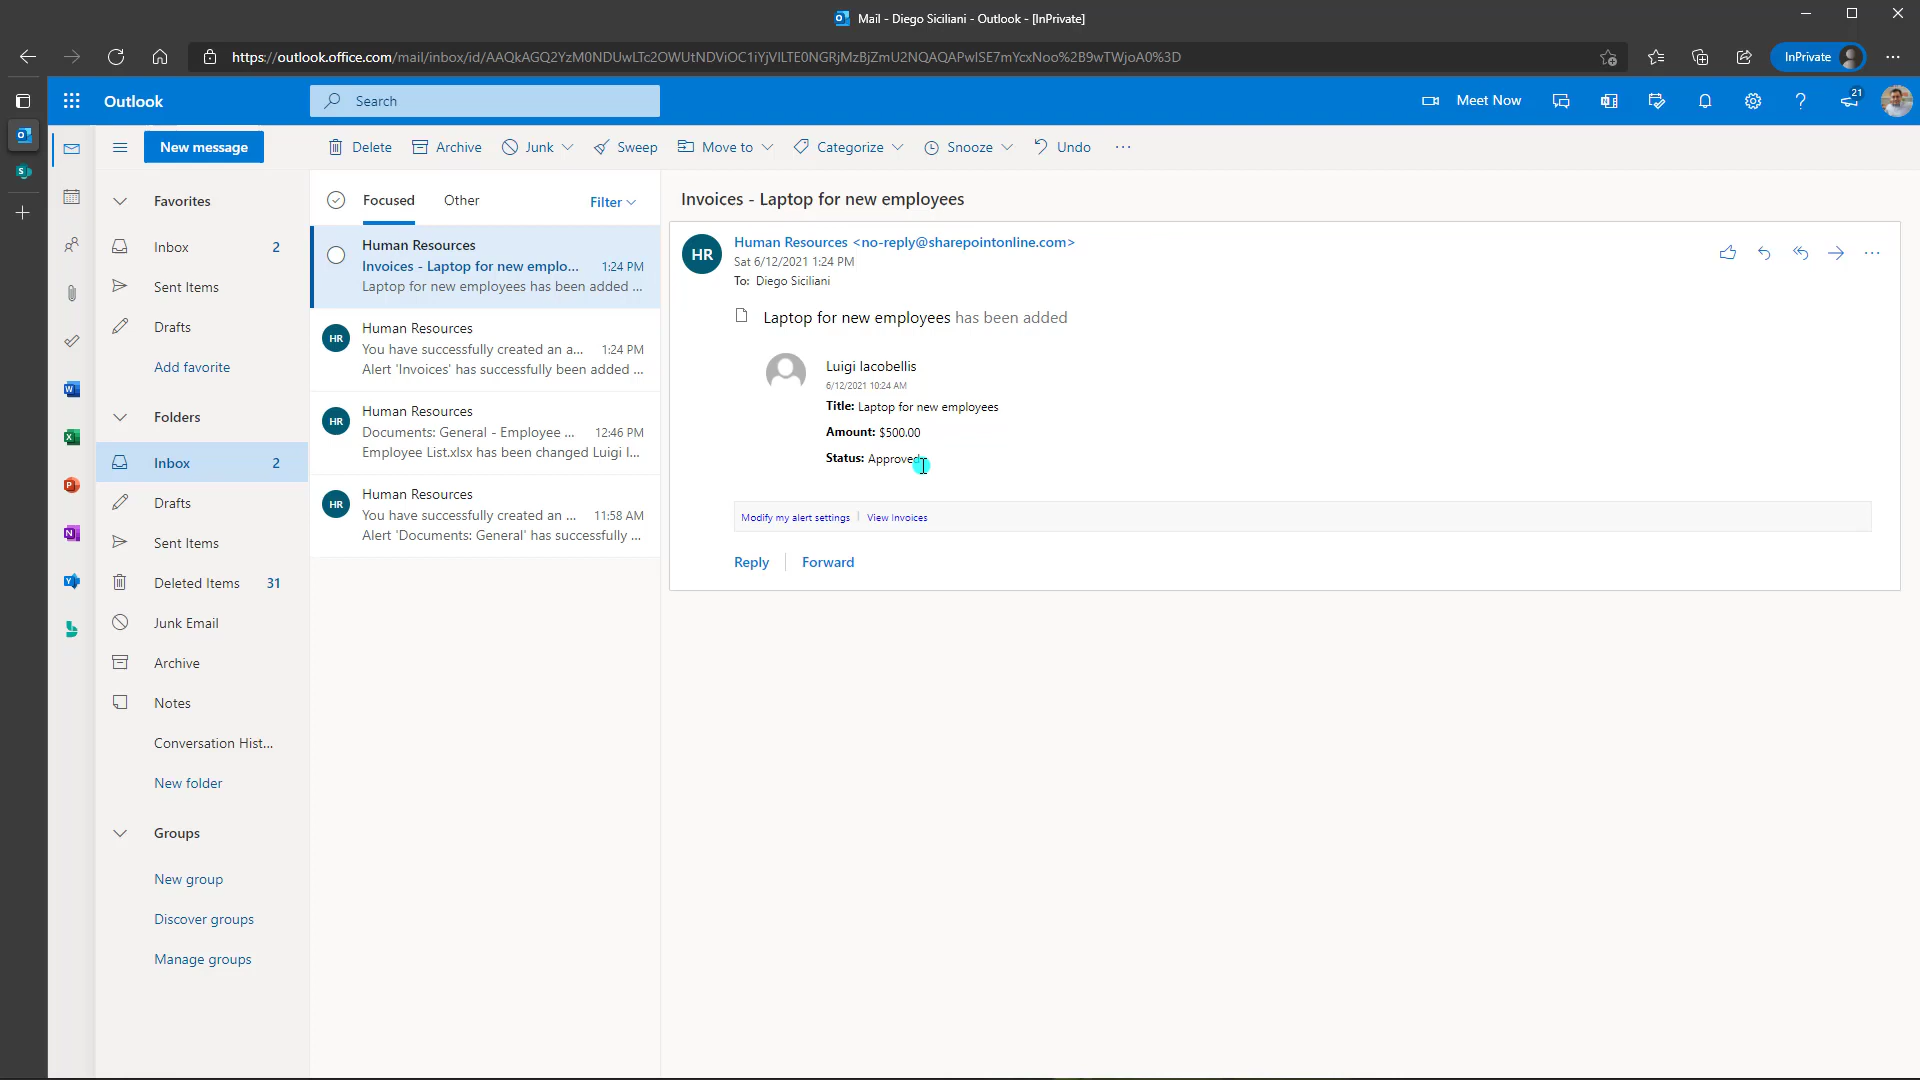 Mail - Diego Siciliani - Outlook - [InPrivate]
https://outlook.office.com/mail/inbox/id/AAQkAGQ2YzM0NDUwLTc2OWUtNDViOC1iYjVlLTE0NGRjMzBjZmU2NQAQAPwISE7mYcxNoo%2B9wTWjoA0%3D
InPrivate
Outlook
Search
Meet Now
21
New message
Delete
Archive
Junk
Sweep
Move to
Categorize
Snooze
Undo
Favorites
Inbox 2
Sent Items
Drafts
Add favorite
Folders
Inbox 2
Drafts
Sent Items
Deleted Items 31
Junk Email
Archive
Notes
Conversation Hist...
New folder
Groups
New group
Discover groups
Manage groups
Focused
Other
Filter
Human Resources
Invoices - Laptop for new emplo... 1:24 PM
Laptop for new employees has been added ...
HR
Human Resources
You have successfully created an a... 1:24 PM
Alert 'Invoices' has successfully been added ...
HR
Human Resources
Documents: General - Employee ... 12:46 PM
Employee List.xlsx has been changed Luigi I...
HR
Human Resources
You have successfully created an ... 11:58 AM
Alert 'Documents: General' has successfully ...
Invoices - Laptop for new employees
HR
Human Resources <no-reply@sharepointonline.com>
Sat 6/12/2021 1:24 PM
To: Diego Siciliani
Laptop for new employees has been added
Luigi Iacobellis
6/12/2021 10:24 AM
Title: Laptop for new employees
Amount: $500.00
Status: Approved
Modify my alert settings | View Invoices
Reply
Forward